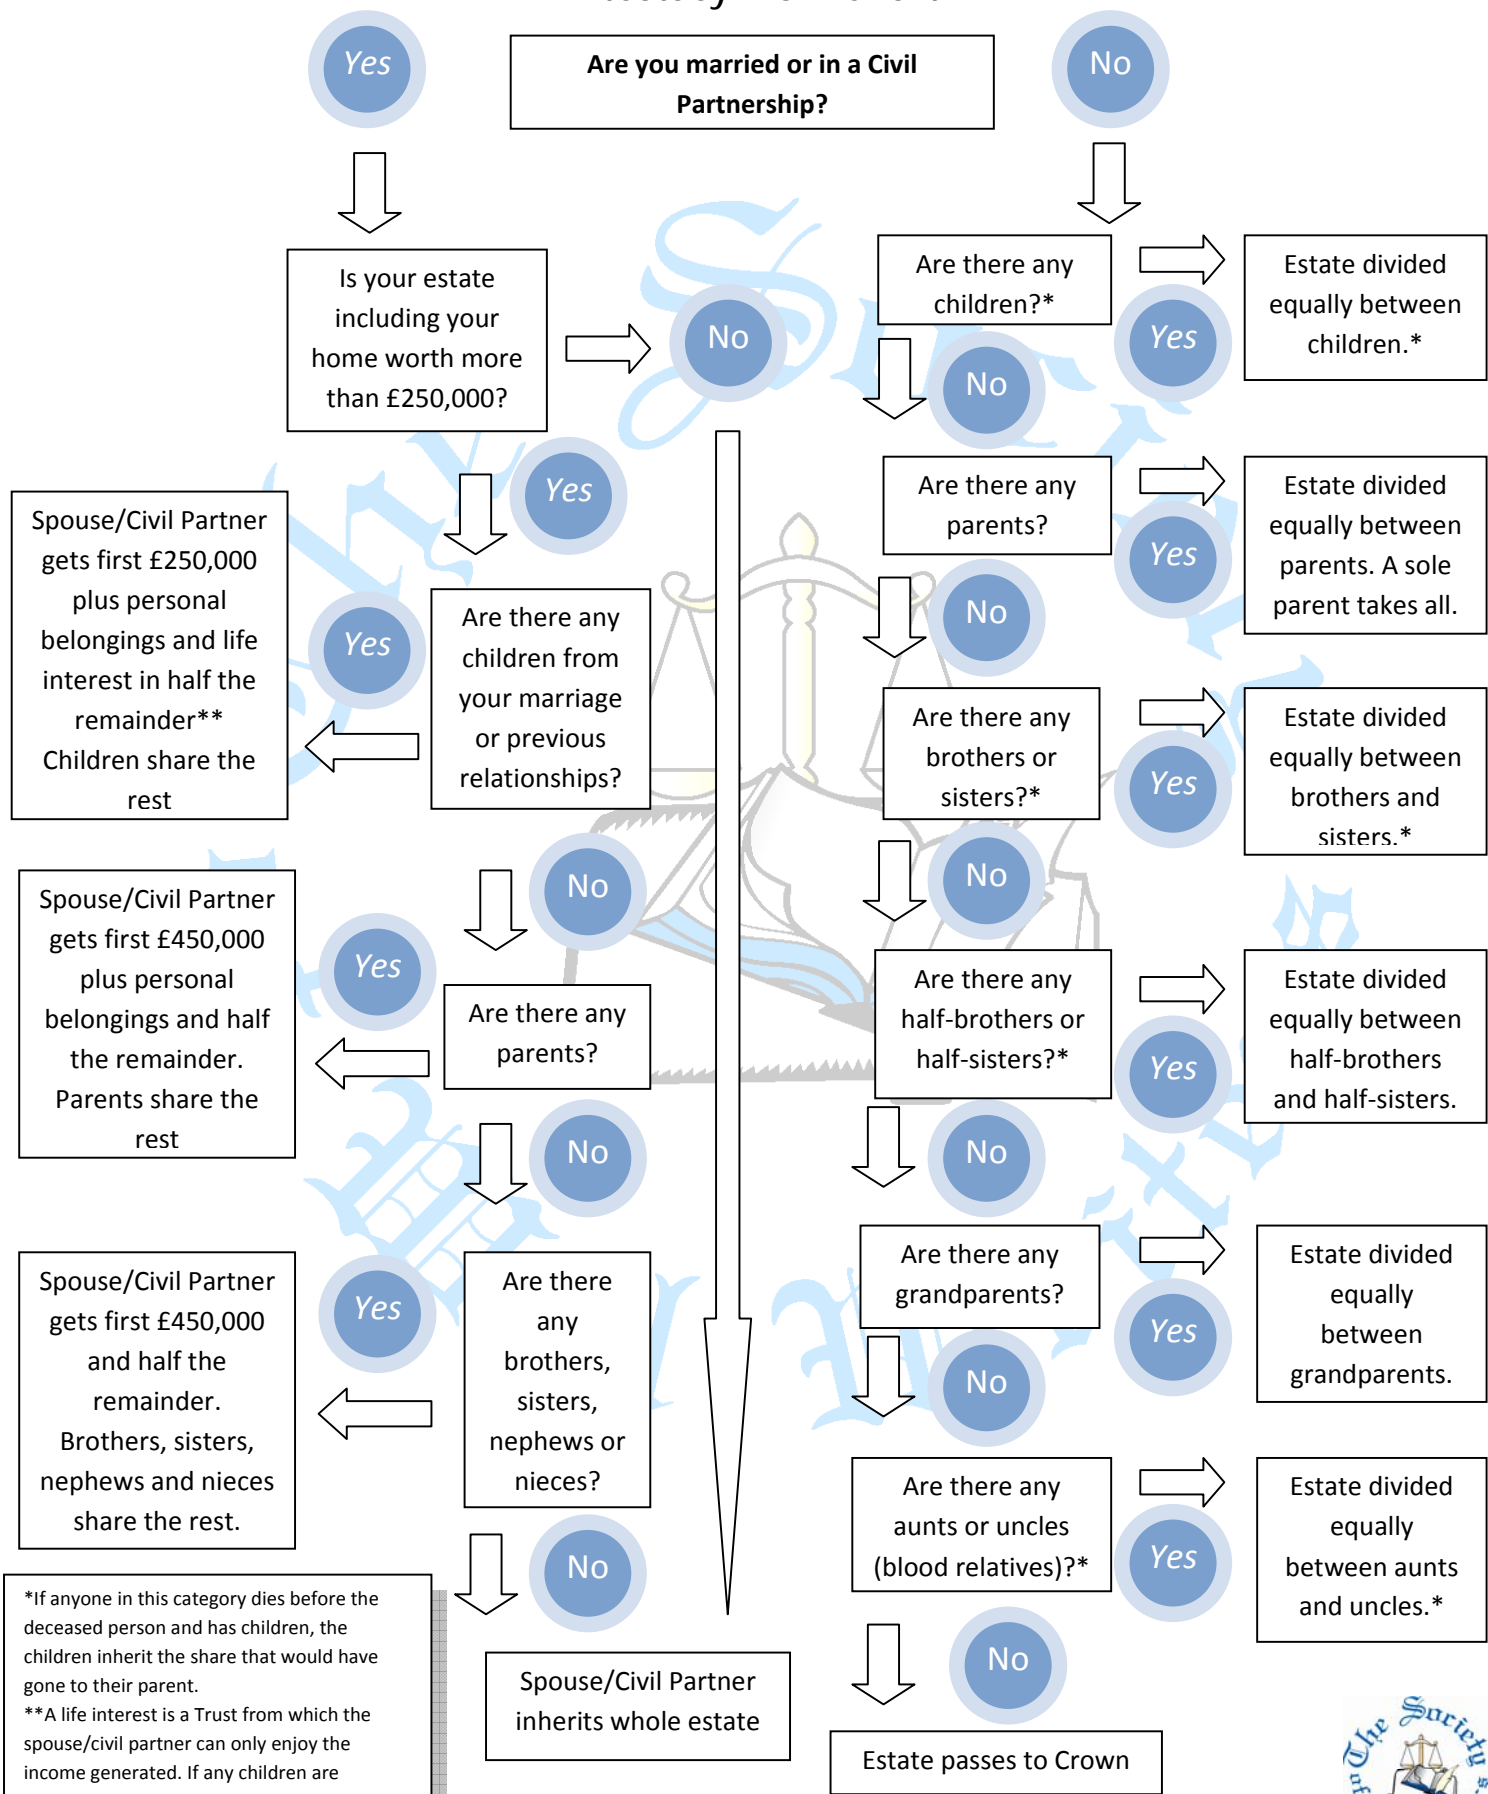 Yes
Are you married or in a Civil
Partnership?
No
Is your estate
including your
home worth more
than £250,000?
No
Are there any
children?*
Yes
Estate divided
equally between
children.*
No
Yes
Spouse/Civil Partner
gets first £250,000
plus personal
belongings and life
interest in half the
remainder**
Children share the
rest
Yes
Are there any
children from
your marriage
or previous
relationships?
Are there any
parents?
Yes
Estate divided
equally between
parents. A sole
parent takes all.
No
Are there any
brothers or
sisters?*
Yes
Estate divided
equally between
brothers and
sisters.*
No
No
Spouse/Civil Partner
gets first £450,000
plus personal
belongings and half
the remainder.
Parents share the
rest
Yes
Are there any
parents?
Are there any
half-brothers or
half-sisters?*
Yes
Estate divided
equally between
half-brothers
and half-sisters.
No
No
Spouse/Civil Partner
gets first £450,000
and half the
remainder.
Brothers, sisters,
nephews and nieces
share the rest.
Yes
Are there
any
brothers,
sisters,
nephews or
nieces?
Are there any
grandparents?
Yes
Estate divided
equally
between
grandparents.
No
Are there any
aunts or uncles
(blood relatives)?*
Yes
Estate divided
equally
between aunts
and uncles.*
No
No
*If anyone in this category dies before the
deceased person and has children, the
children inherit the share that would have
gone to their parent.
**A life interest is a Trust from which the
spouse/civil partner can only enjoy the
income generated. If any children are
Spouse/Civil Partner
inherits whole estate
Estate passes to Crown
The Society
of